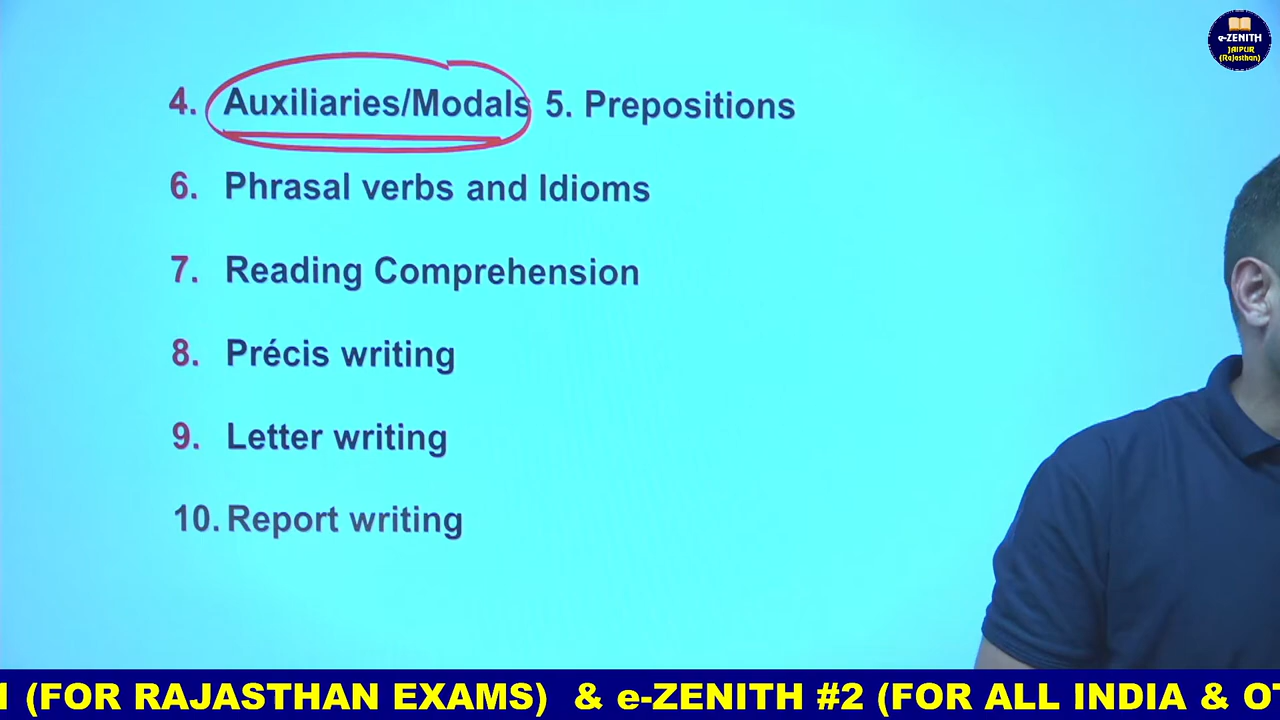 e-ZENITH
JAIPUR
(Rajasthan)
4. Auxiliaries/Modals 5. Prepositions
6. Phrasal verbs and Idioms
7. Reading Comprehension
8. Précis writing
9. Letter writing
10. Report writing
(FOR RAJASTHAN EXAMS) & e-ZENITH #2 (FOR ALL INDIA &